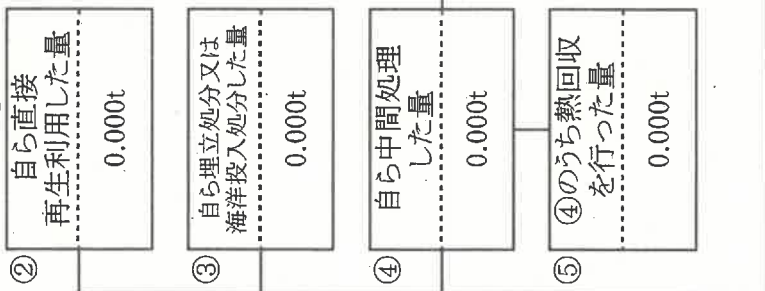 ②
自ら直接
再生利用した量
0.000t
③
自ら埋立処分又は
海洋投入処分した量
0.000t
④
自ら中間処理
した量
0.000t
⑤
④のうち熱回収
を行った量
0.000t